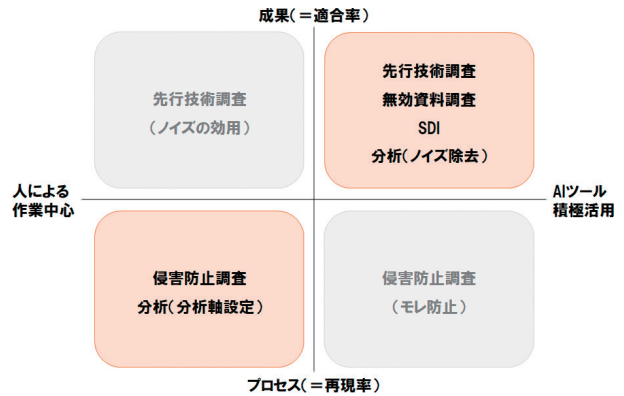 成果(=適合率)
先行技術調査
(ノイズの効用)
先行技術調査
無効資料調査
SDI
分析(ノイズ除去)
人による
作業中心
AIツール
積極活用
侵害防止調査
分析(分析軸設定)
侵害防止調査
(モレ防止)
プロセス(=再現率)